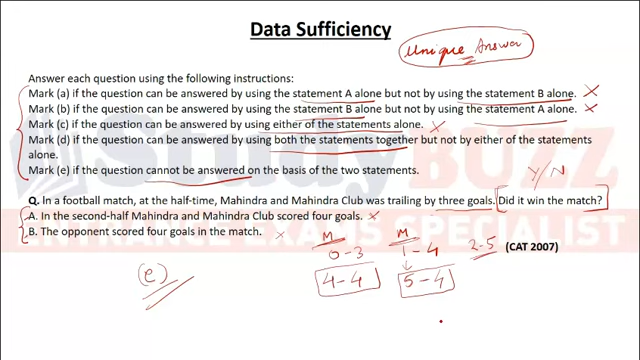 Data Sufficiency
Unique Answer
Answer each question using the following instructions:
Mark (a) if the question can be answered by using the statement A alone but not by using the statement B alone.
Mark (b) if the question can be answered by using the statement B alone but not by using the statement A alone.
Mark (c) if the question can be answered by using either of the statements alone.
Mark (d) if the question can be answered by using both the statements together but not by either of the statements
alone.
Mark (e) if the question cannot be answered on the basis of the two statements.
Y/N
Q. In a football match, at the half-time, Mahindra and Mahindra Club was trailing by three goals. Did it win the match?
A. In the second-half Mahindra and Mahindra Club scored four goals.
B. The opponent scored four goals in the match.
STUDY BUZZ
ENTRANCE EXAMS SPECIALIST
M M
0-3 1-4 2-5 (CAT 2007)
(e) 4-4 5-4